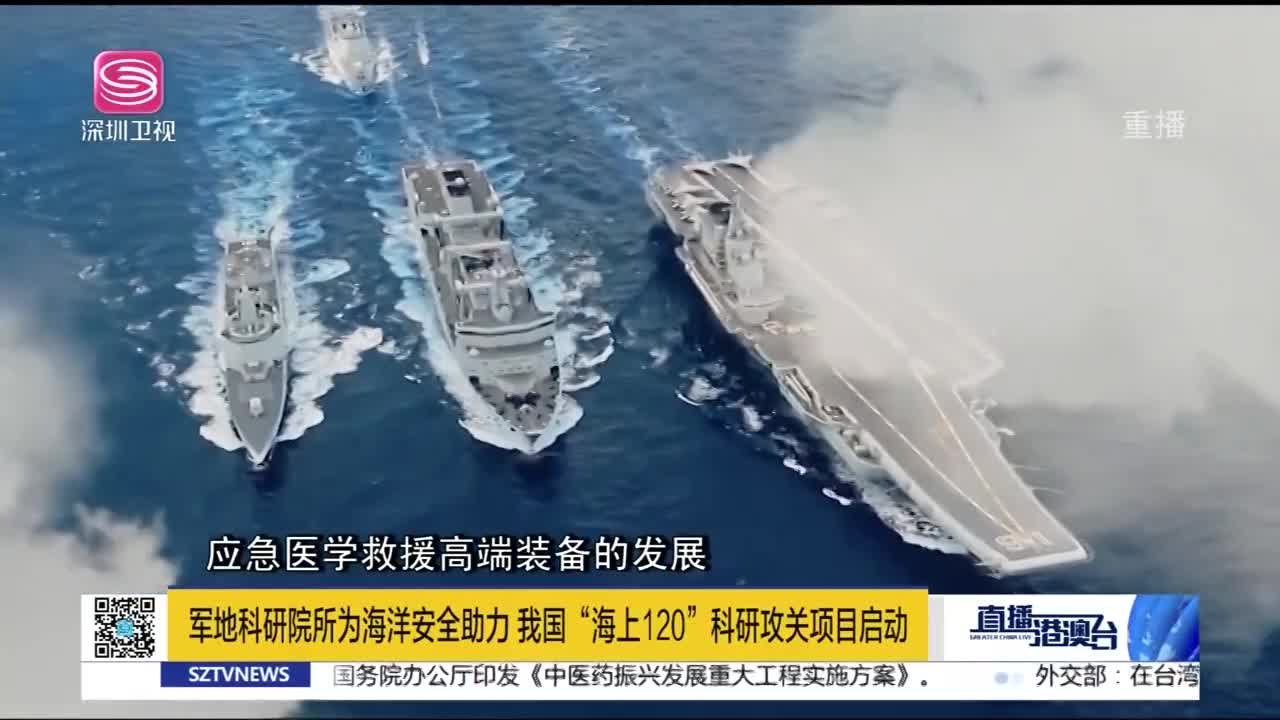 深圳卫视
重播
应急医学救援高端装备的发展
军地科研院所为海洋安全助力 我国“海上120”科研攻关项目启动
直播港澳台
GREATER CHINA LIVE
SZTVNEWS
国务院办公厅印发《中医药振兴发展重大工程实施方案》。
外交部：在台湾